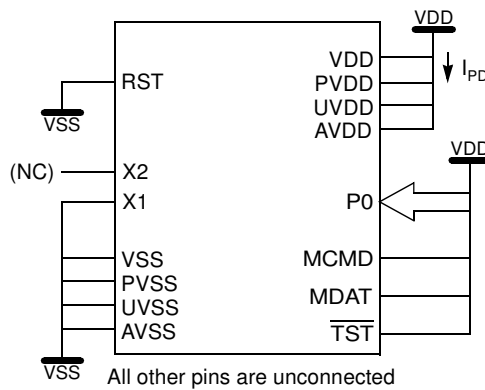 VDD
VDD
RST
PVDD
I_PD
UVDD
VSS
AVDD
VDD
(NC)
X2
X1
P0
VSS
MCMD
PVSS
UVSS
MDAT
AVSS
TST
VSS
All other pins are unconnected